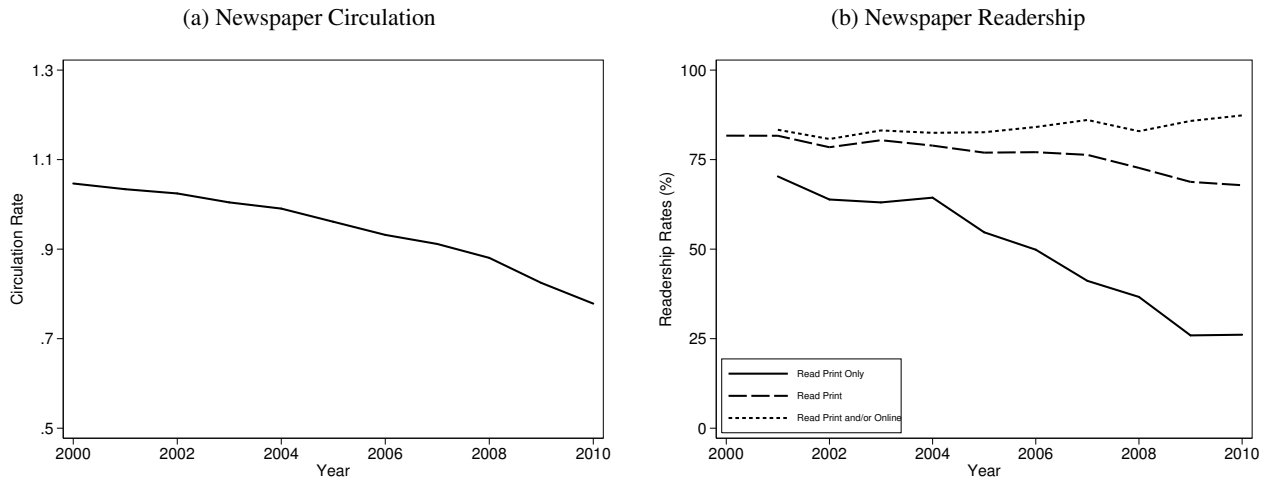 (a) Newspaper Circulation
1.3
1.1
.9
.7
.5
Circulation Rate
2000 2002 2004 2006 2008 2010
Year
(b) Newspaper Readership
100
75
50
25
0
Readership Rates (%)
Read Print Only
Read Print
Read Print and/or Online
2000 2002 2004 2006 2008 2010
Year